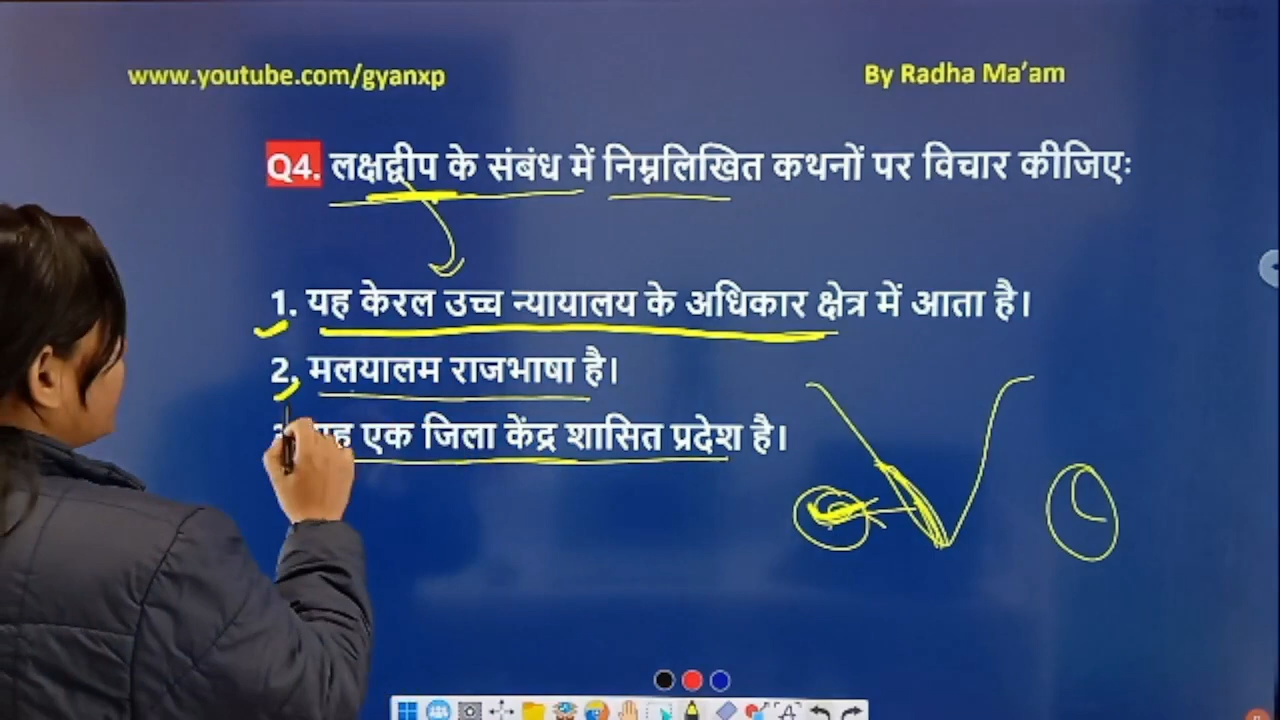 www.youtube.com/gyanxp
By Radha Ma'am
Q4. लक्षद्वीप के संबंध में निम्नलिखित कथनों पर विचार कीजिएः
1. यह केरल उच्च न्यायालय के अधिकार क्षेत्र में आता है।
2. मलयालम राजभाषा है।
एक जिला केंद्र शासित प्रदेश है।